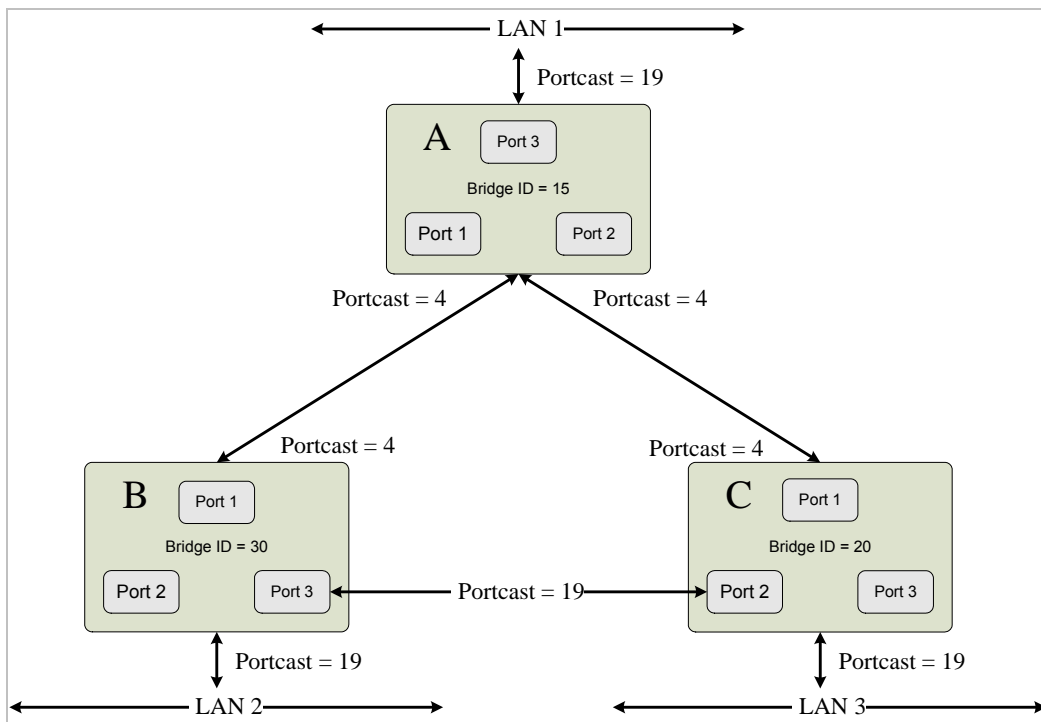 LAN 1
Portcast = 19
A
Port 3
Bridge ID = 15
Port 1
Port 2
Portcast = 4
Portcast = 4
Portcast = 4
Portcast = 4
B
Port 1
C
Port 1
Bridge ID = 30
Bridge ID = 20
Port 2
Port 3
Portcast = 19
Port 2
Port 3
Portcast = 19
Portcast = 19
LAN 2
LAN 3